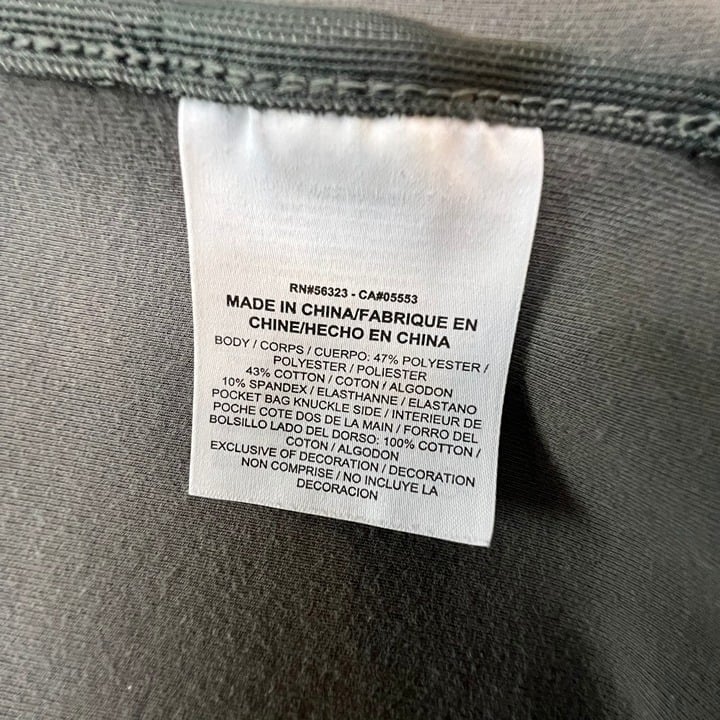 RN#56323 - CA#05553
MADE IN CHINA/FABRIQUE EN
CHINE/HECHO EN CHINA
BODY / CORPS / CUERPO: 47% POLYESTER /
POLYESTER / POLIESTER
43% COTTON / COTON / ALGODON
10% SPANDEX / ELASTHANNE / ELASTANO
POCKET BAG KNUCKLE SIDE / INTERIEUR DE
POCHE COTE DOS DE LA MAIN / FORRO DEL
BOLSILLO LADO DEL DORSO: 100% COTTON /
COTON / ALGODON
EXCLUSIVE OF DECORATION / DECORATION
NON COMPRISE / NO INCLUYE LA
DECORACION